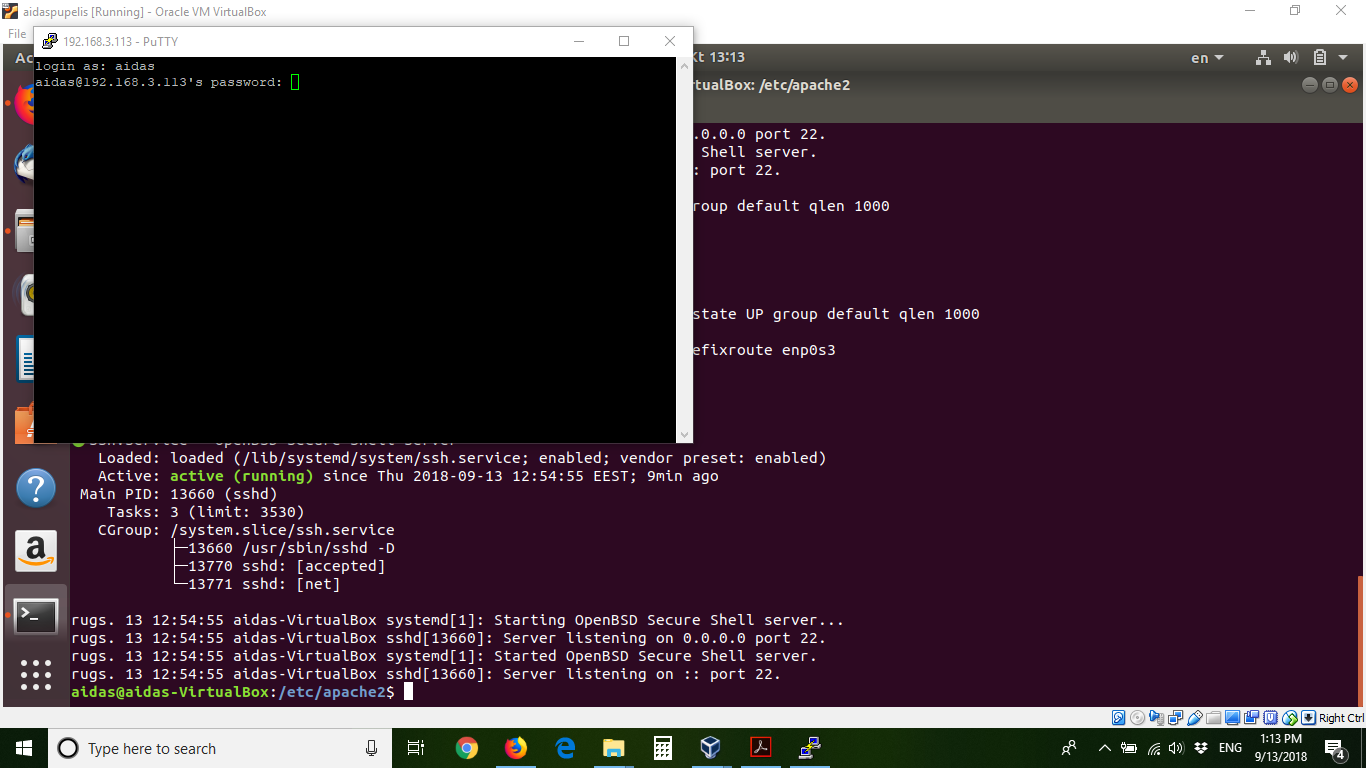 aidaspupelis [Running] - Oracle VM VirtualBox
File
192.168.3.113 - PuTTY
login as: aidas
aidas@192.168.3.113's password:
Ac
Kt 13:13
en
rtualBox: /etc/apache2
.0.0.0 port 22.
Shell server.
: port 22.
roup default qlen 1000
state UP group default qlen 1000
efixroute enp0s3
Loaded: loaded (/lib/systemd/system/ssh.service; enabled; vendor preset: enabled)
Active: active (running) since Thu 2018-09-13 12:54:55 EEST; 9min ago
Main PID: 13660 (sshd)
Tasks: 3 (limit: 3530)
CGroup: /system.slice/ssh.service
├─13660 /usr/sbin/sshd -D
├─13770 sshd: [accepted]
└─13771 sshd: [net]
rugs. 13 12:54:55 aidas-VirtualBox systemd[1]: Starting OpenBSD Secure Shell server...
rugs. 13 12:54:55 aidas-VirtualBox sshd[13660]: Server listening on 0.0.0.0 port 22.
rugs. 13 12:54:55 aidas-VirtualBox systemd[1]: Started OpenBSD Secure Shell server.
rugs. 13 12:54:55 aidas-VirtualBox sshd[13660]: Server listening on :: port 22.
aidas@aidas-VirtualBox:/etc/apache2$
Right Ctrl
Type here to search
ENG
1:13 PM
9/13/2018
4